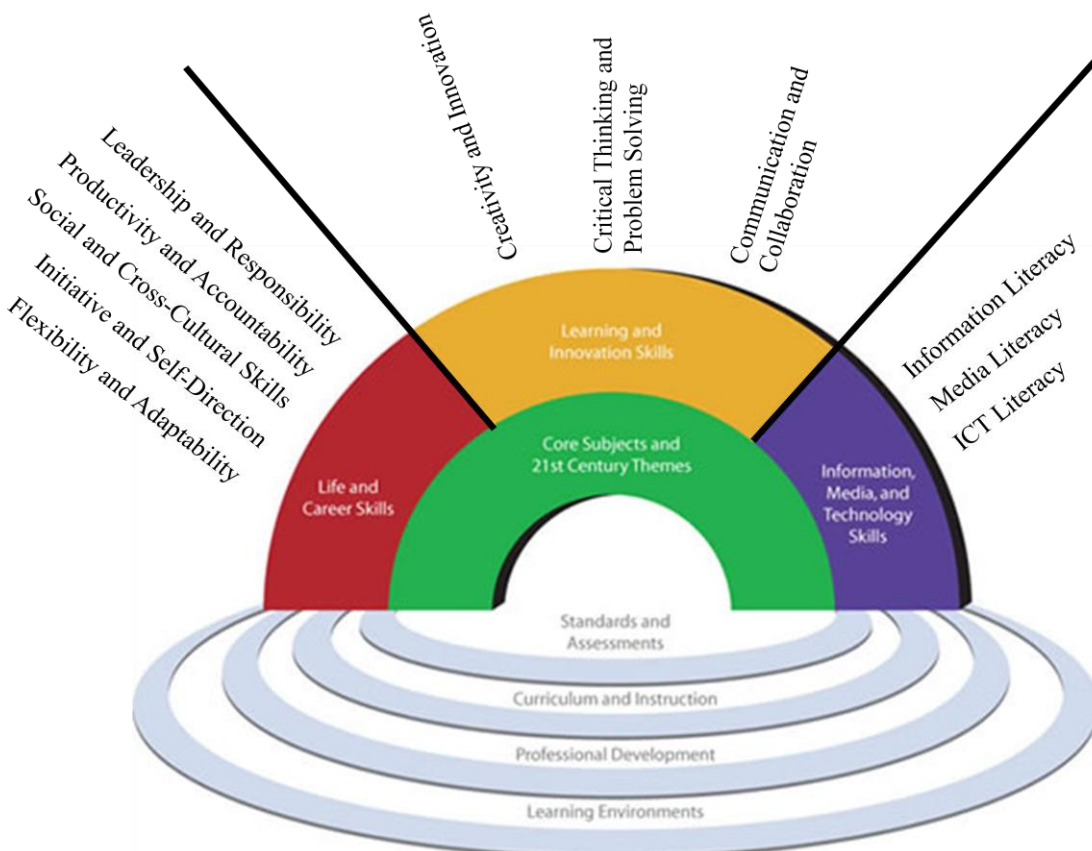 Leadership and Responsibility
Productivity and Accountability
Social and Cross-Cultural Skills
Initiative and Self-Direction
Flexibility and Adaptability
Creativity and Innovation
Critical Thinking and
Problem Solving
Communication and
Collaboration
Information Literacy
Media Literacy
ICT Literacy
Learning and
Innovation Skills
Core Subjects and
21st Century Themes
Life and
Career Skills
Information,
Media, and
Technology
Skills
Standards and
Assessments
Curriculum and Instruction
Professional Development
Learning Environments